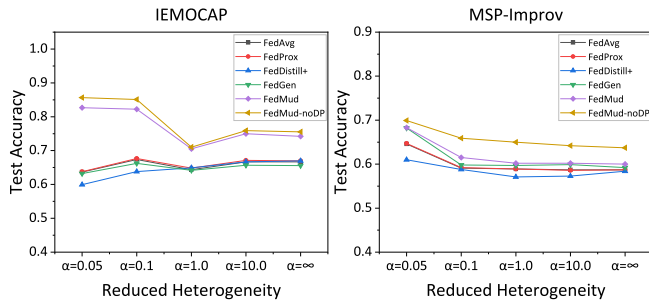 IEMOCAP
Test Accuracy
1.0
0.9
0.8
0.7
0.6
0.5
0.4
FedAvg
FedProx
FedDistill+
FedGen
FedMud
FedMud-noDP
α=0.05 α=0.1 α=1.0 α=10.0 α=∞
Reduced Heterogeneity
MSP-Improv
Test Accuracy
0.9
0.8
0.7
0.6
0.5
0.4
FedAvg
FedProx
FedDistill+
FedGen
FedMud
FedMud-noDP
α=0.05 α=0.1 α=1.0 α=10.0 α=∞
Reduced Heterogeneity